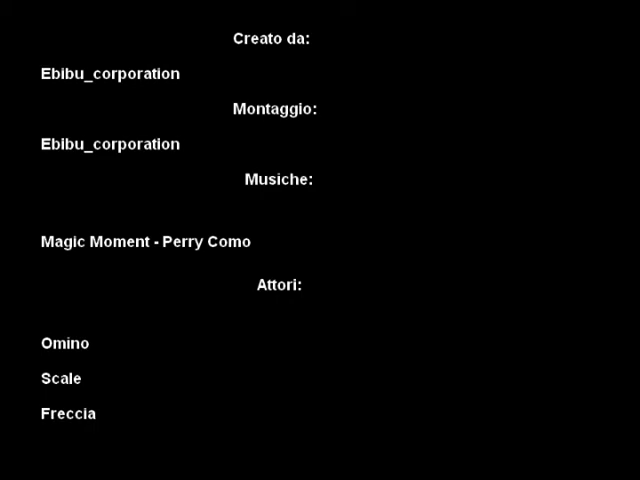 Creato da:
Ebibu_corporation
Montaggio:
Ebibu_corporation
Musiche:
Magic Moment - Perry Como
Attori:
Omino
Scale
Freccia